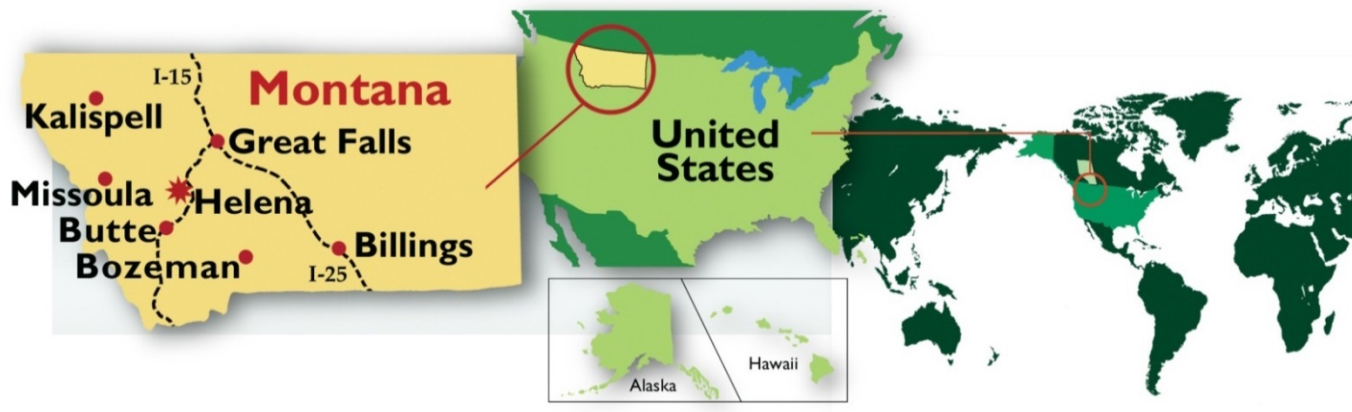 I-15
Montana
Kalispell
Great Falls
Missoula
Helena
Butte
Billings
Bozeman
I-25
United
States
Alaska
Hawaii